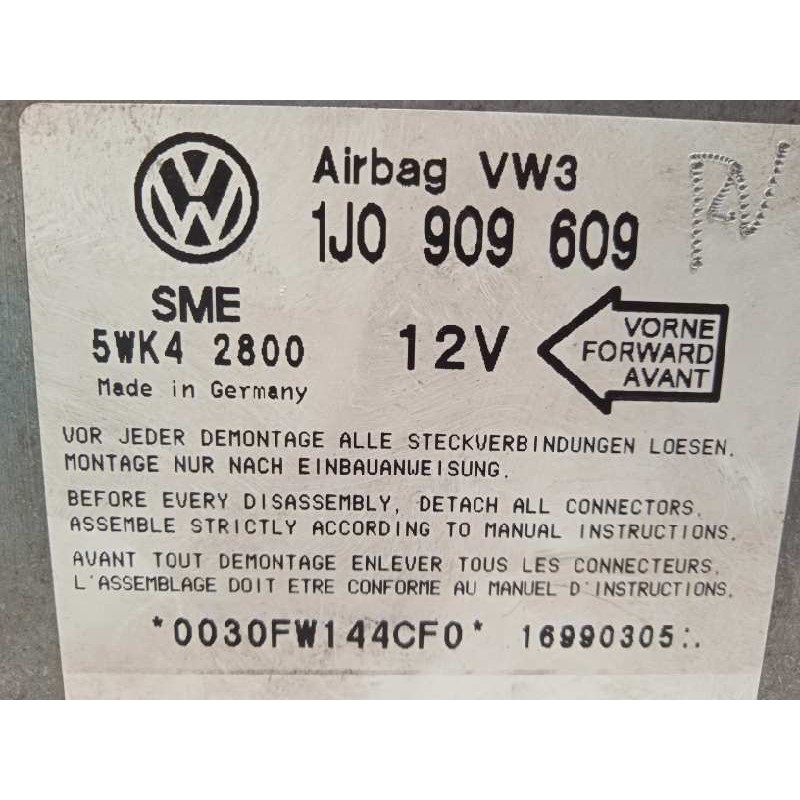 Airbag VW3
1J0 909 609
SME
5WK4 2800
Made in Germany
12V
VORNE
FORWARD
AVANT
VOR JEDER DEMONTAGE ALLE STECKVERBINDUNGEN LOESEN.
MONTAGE NUR NACH EINBAUANWEISUNG.
BEFORE EVERY DISASSEMBLY, DETACH ALL CONNECTORS.
ASSEMBLE STRICTLY ACCORDING TO MANUAL INSTRUCTIONS.
AVANT TOUT DEMONTAGE ENLEVER TOUS LES CONNECTEURS.
L'ASSEMBLAGE DOIT ETRE CONFORME AU MANUEL D'INSTRUCTIONS.
*0030FW144CF0* 16990305:.